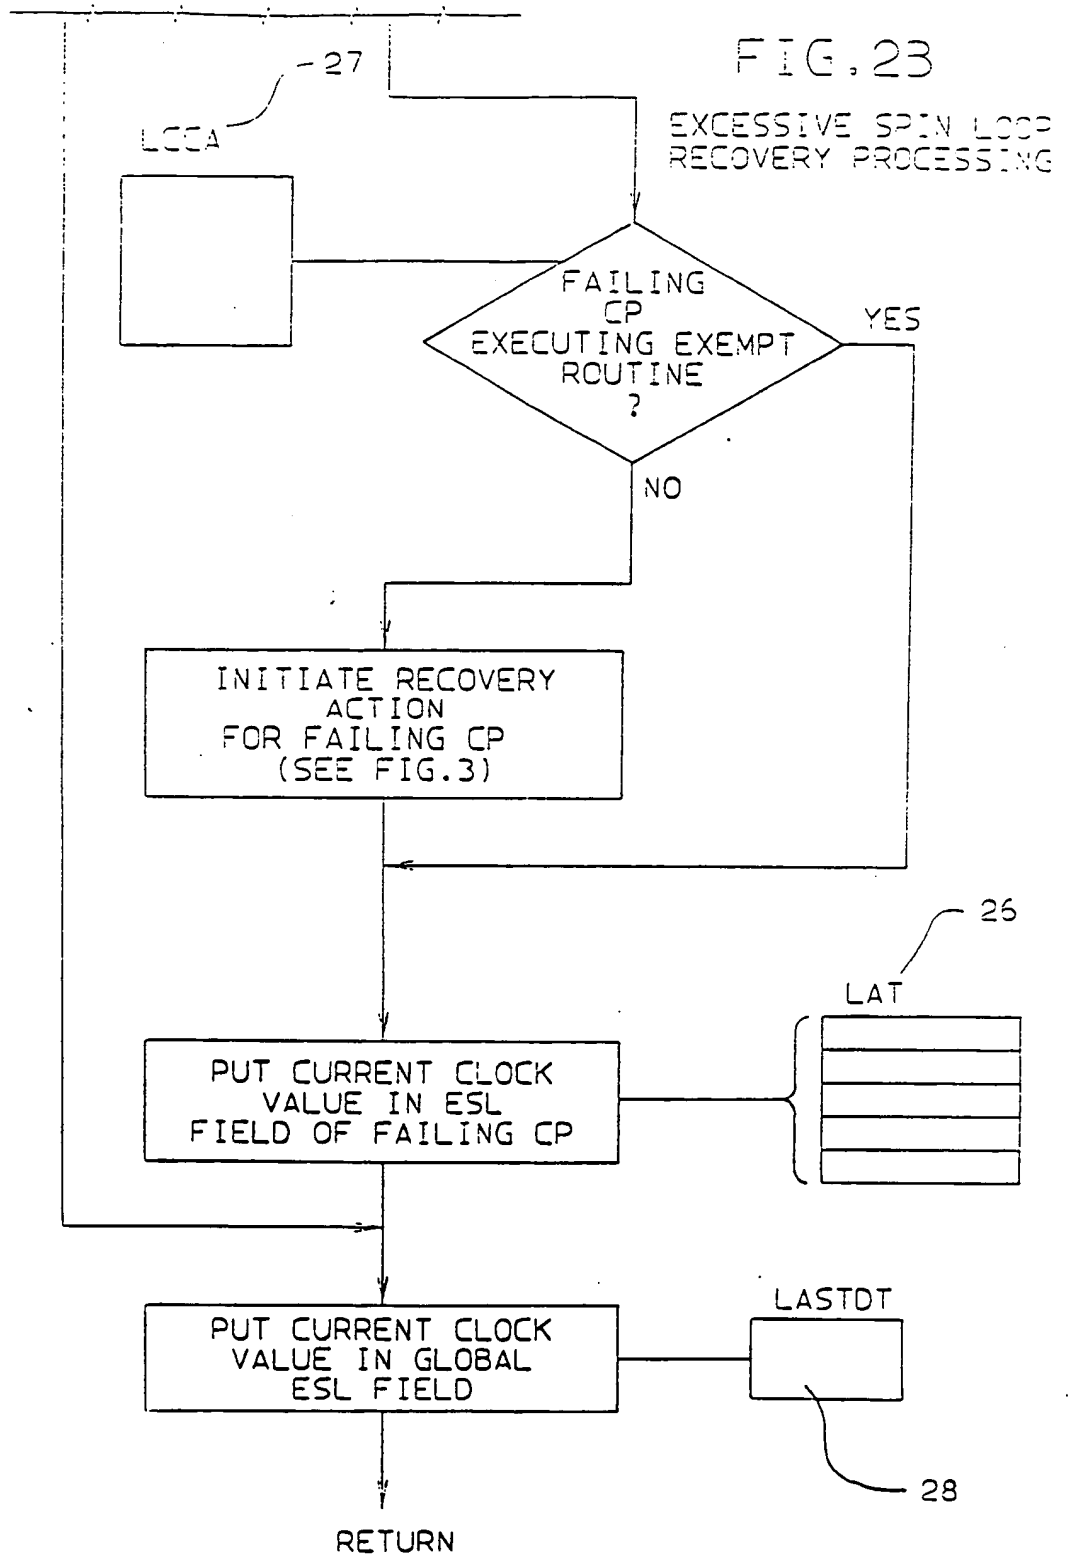 27
FIG.23
LCCA
EXCESSIVE SPIN LOOP
RECOVERY PROCESSING
FAILING
CP
EXECUTING EXEMPT
ROUTINE
?
YES
NO
INITIATE RECOVERY
ACTION
FOR FAILING CP
(SEE FIG.3)
26
LAT
PUT CURRENT CLOCK
VALUE IN ESL
FIELD OF FAILING CP
LASTDT
PUT CURRENT CLOCK
VALUE IN GLOBAL
ESL FIELD
28
RETURN